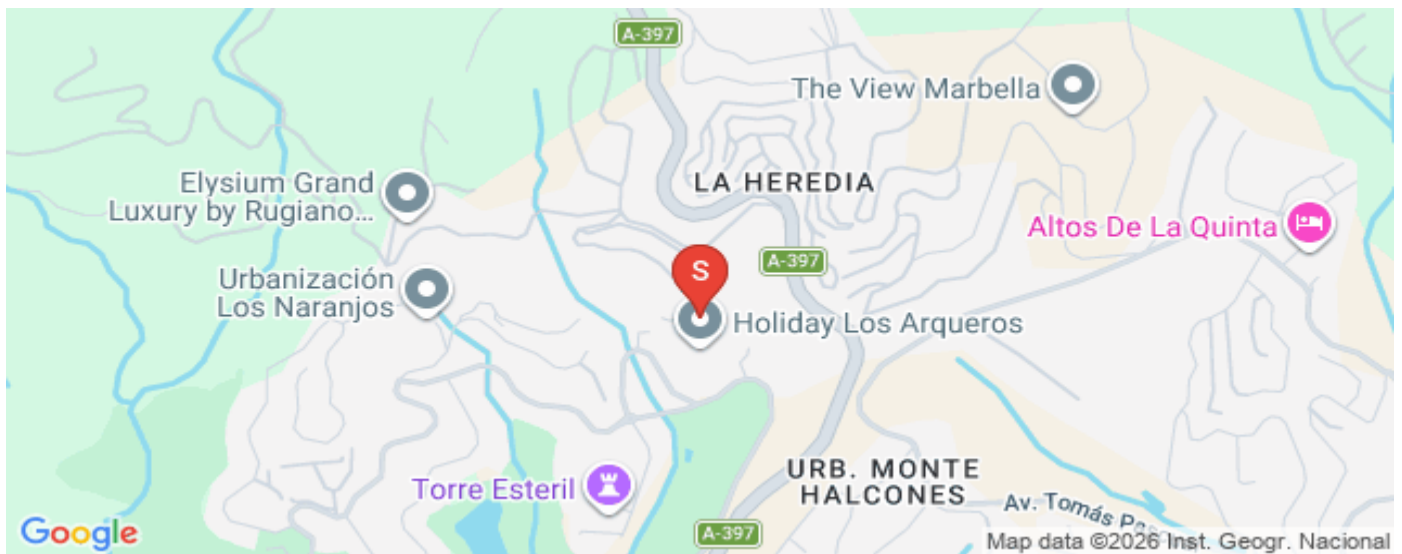 A-397
The View Marbella
Elysium Grand
Luxury by Rugiano...
LA HEREDIA
Altos De La Quinta
A-397
S
Urbanización
Los Naranjos
Holiday Los Arqueros
URB. MONTE
HALCONES
Torre Esteril
Av. Tomás
A-397
Google
Map data ©2026 Inst. Geogr. Nacional